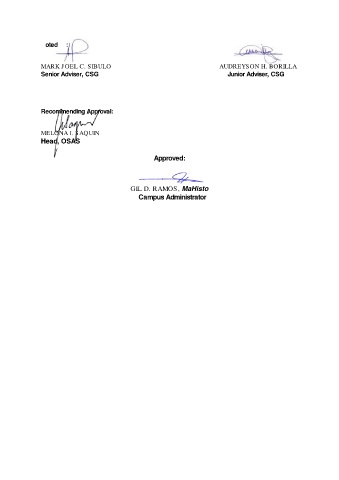 oted :
MARK JOEL C. SIBULO
AUDREYSON H. BORILLA
Senior Adviser, CSG
Junior Adviser, CSG
Recommending Approval:
MELONA I. SAQUIN
Head, OSAS
Approved:
GIL D. RAMOS, MaHisto
Campus Administrator